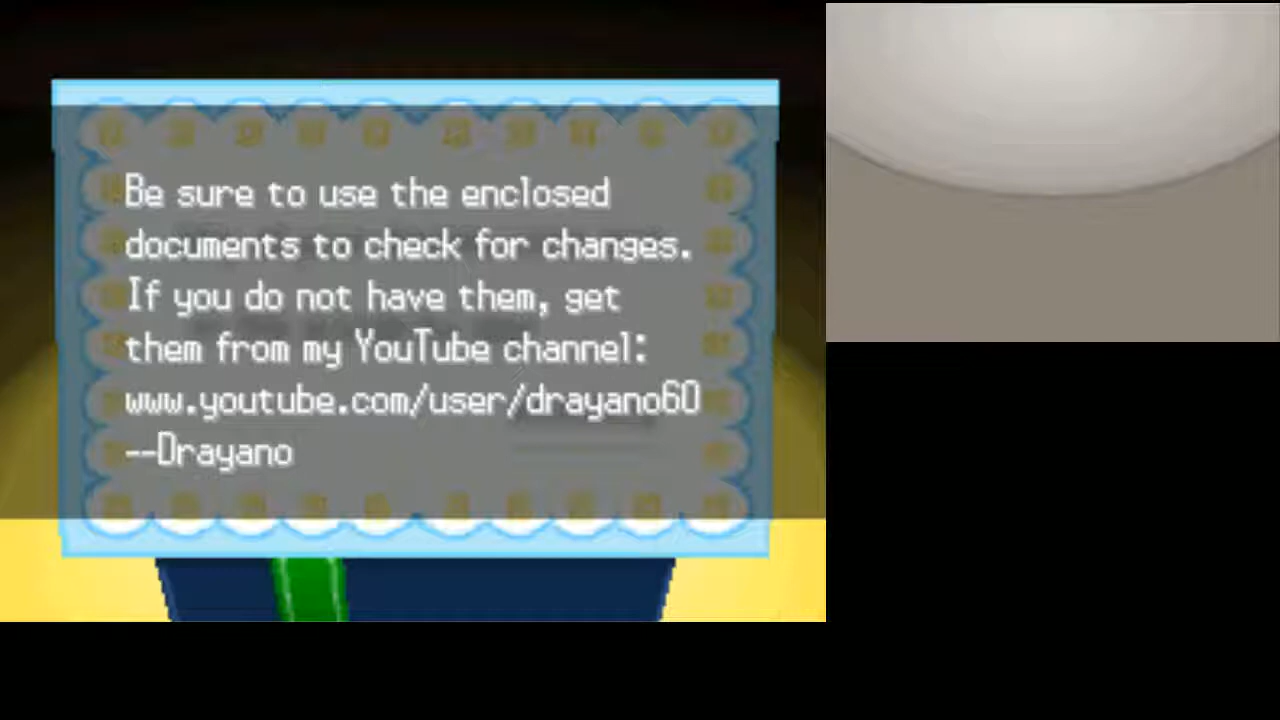 Be sure to use the enclosed
documents to check for changes.
If you do not have them, get
them from my YouTube channel:
www.youtube.com/user/drayano60
--Drayano